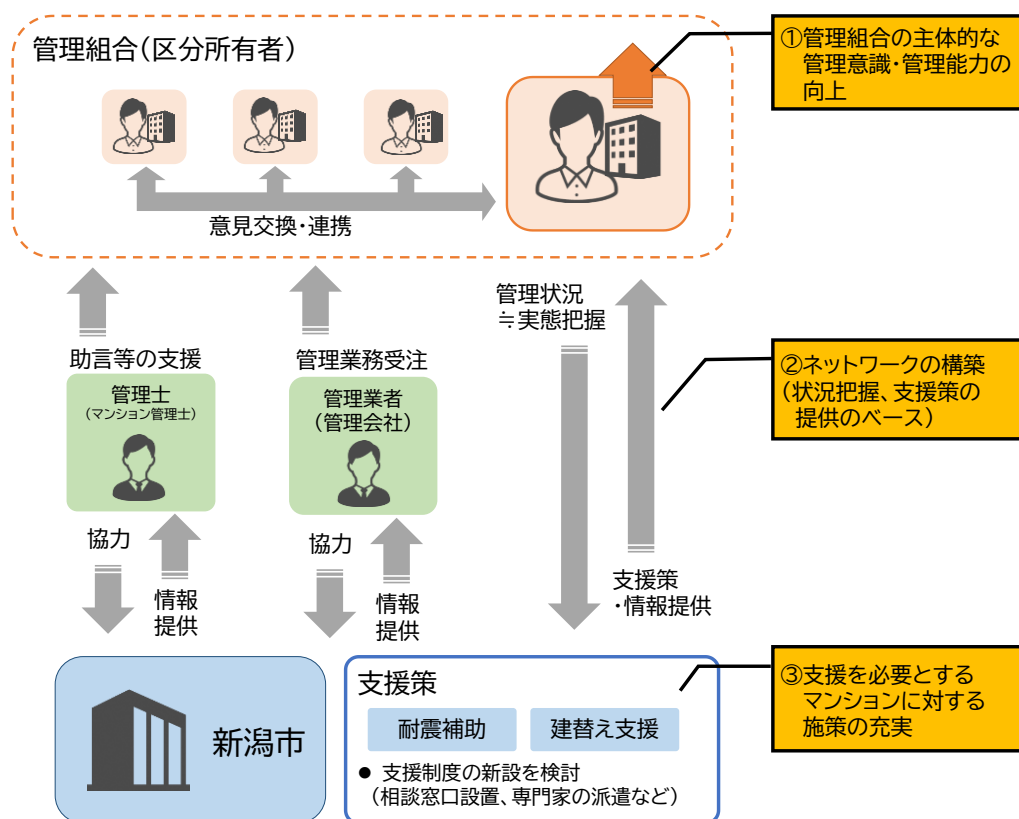 管理組合(区分所有者)
①管理組合の主体的な
管理意識・管理能力の
向上
意見交換・連携
管理状況
≒実態把握
助言等の支援
管理業務受注
管理士
(マンション管理士)
管理業者
(管理会社)
②ネットワークの構築
(状況把握、支援策の
提供のベース)
協力
情報
提供
協力
情報
提供
支援策
・情報提供
新潟市
支援策
耐震補助
建替え支援
● 支援制度の新設を検討
(相談窓口設置、専門家の派遣など)
③支援を必要とする
マンションに対する
施策の充実